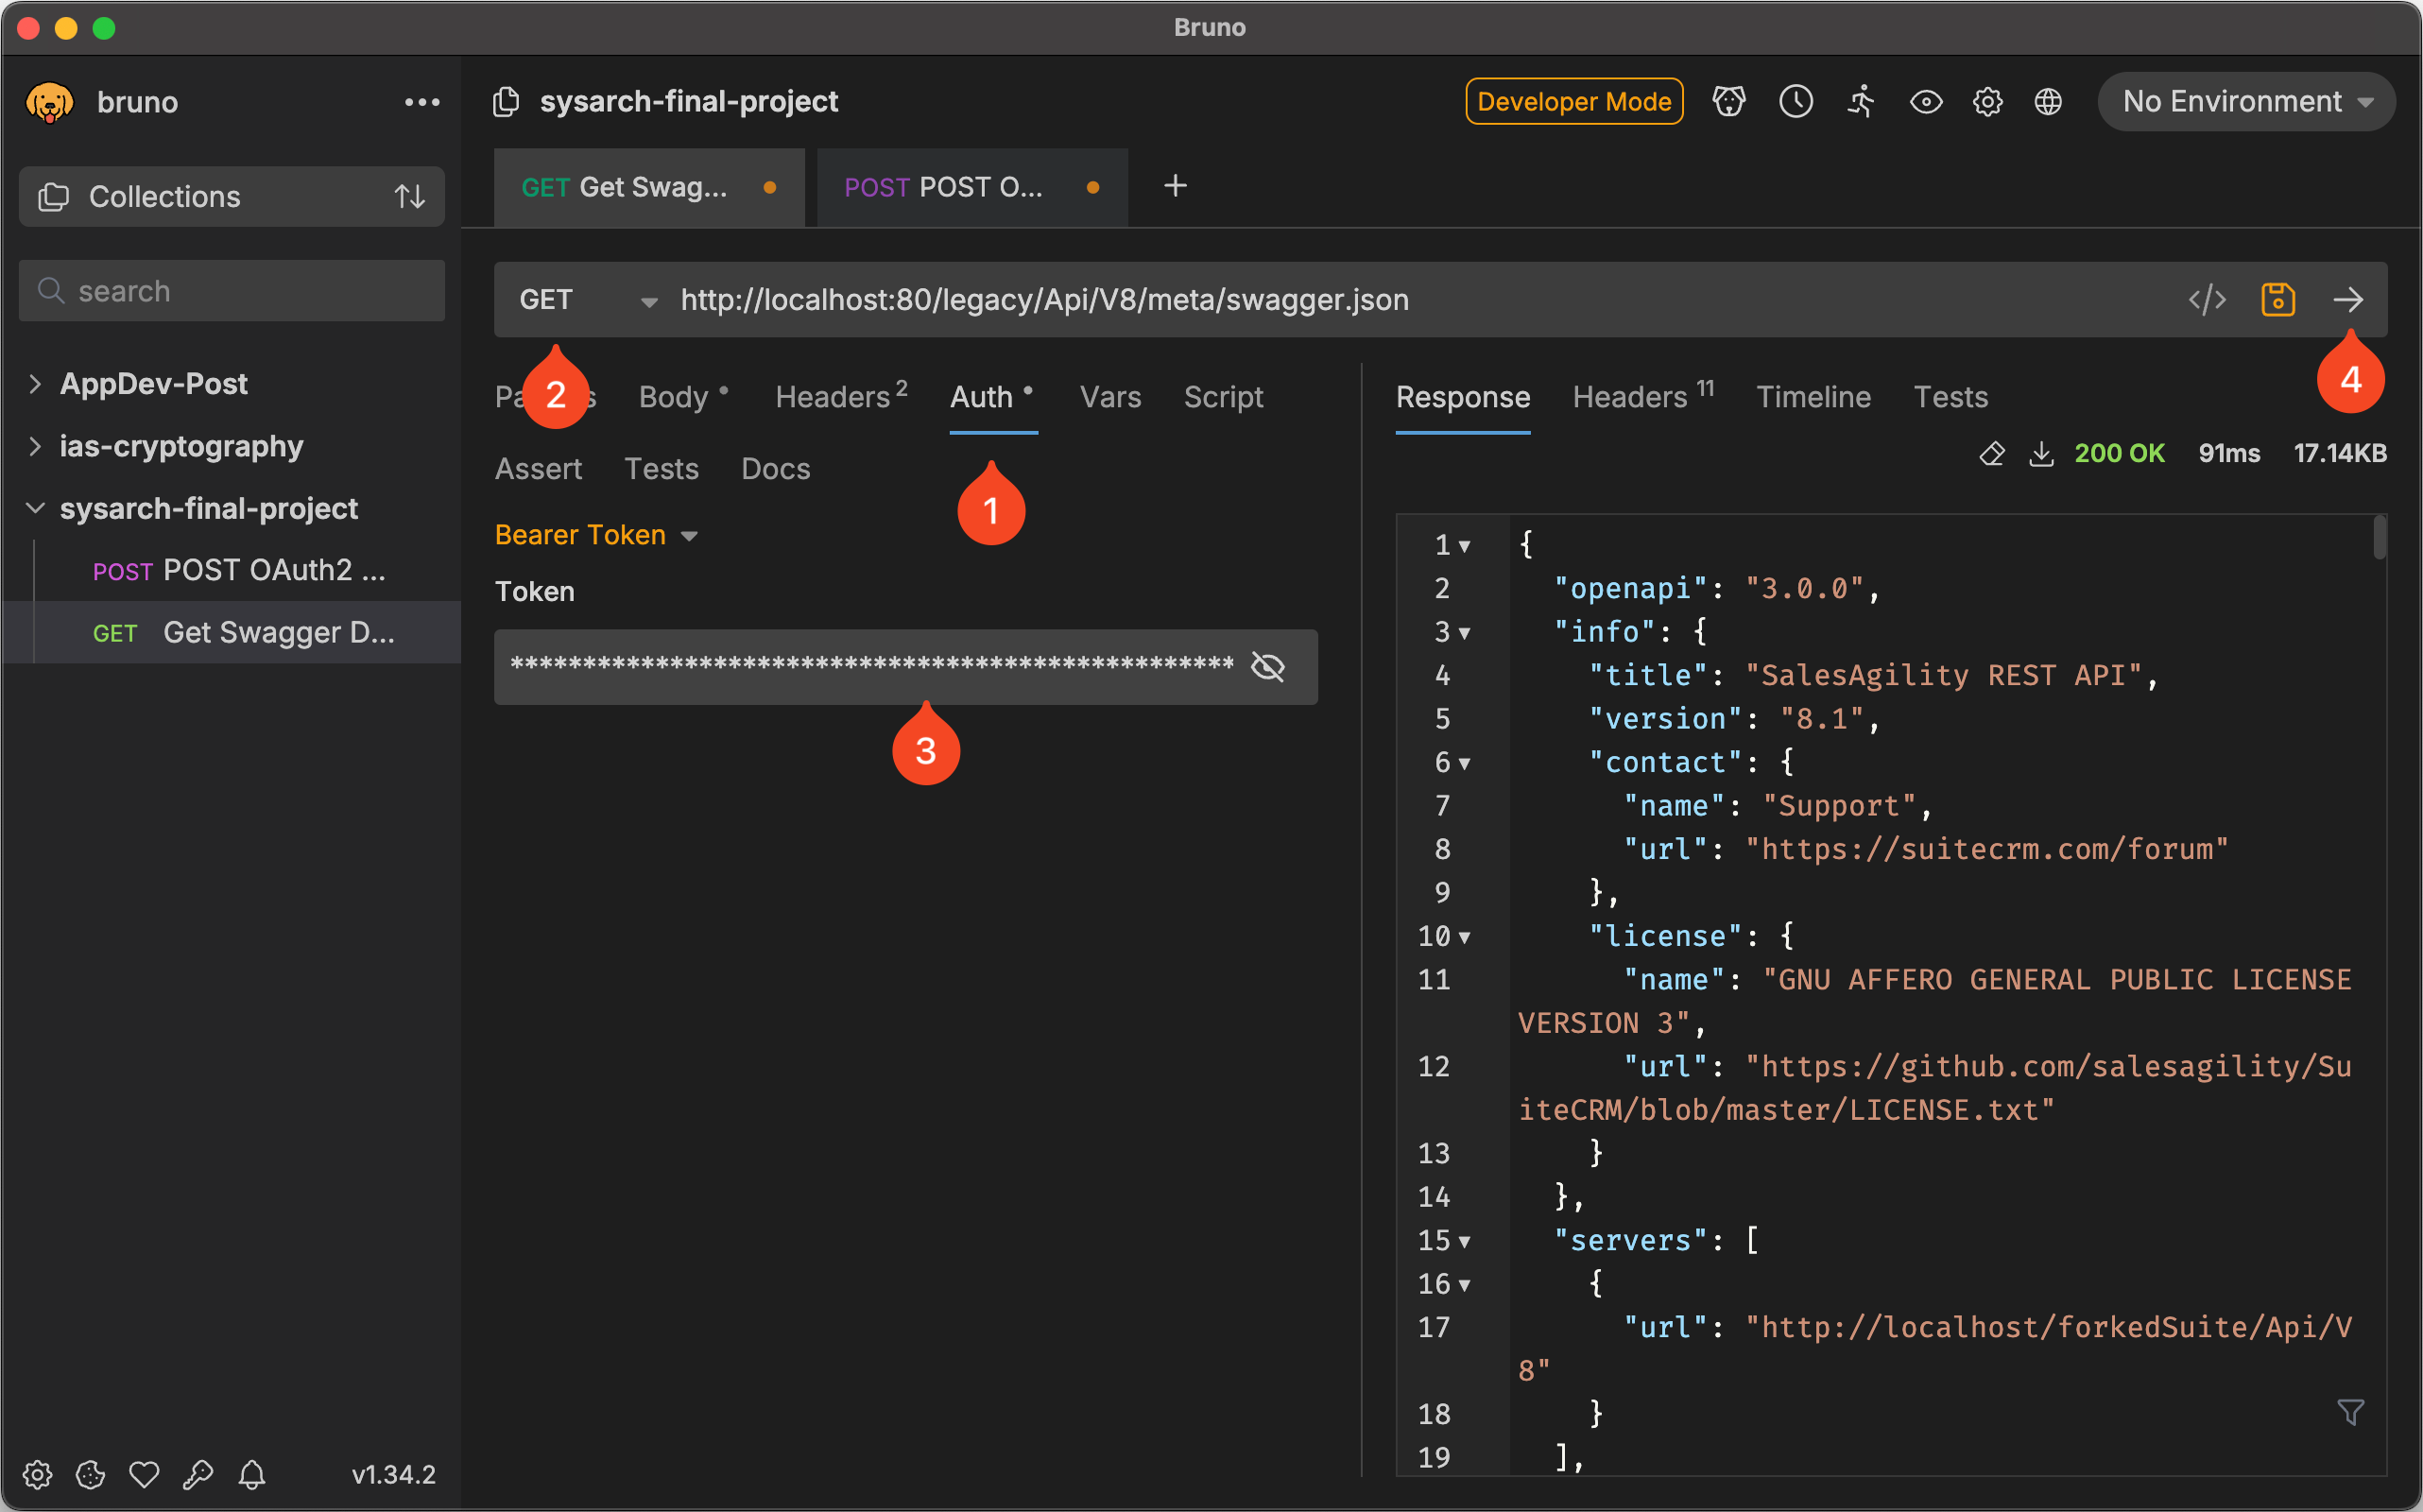 Bruno
bruno
sysarch-final-project
Developer Mode
No Environment
Collections
GET Get Swag...
POST POST O...
search
GET
http://localhost:80/legacy/Api/V8/meta/swagger.json
</>
AppDev-Post
ias-cryptography
sysarch-final-project
POST POST OAuth2 ...
GET Get Swagger D...
2
Body
Headers 2
Auth
Vars
Script
Assert
Tests
Docs
1
Bearer Token
Token
**************************************************
3
Response
Headers 11
Timeline
Tests
4
200 OK
91ms
17.14KB
1 {
2 "openapi": "3.0.0",
3 "info": {
4 "title": "SalesAgility REST API",
5 "version": "8.1",
6 "contact": {
7 "name": "Support",
8 "url": "https://suitecrm.com/forum"
9 },
10 "license": {
11 "name": "GNU AFFERO GENERAL PUBLIC LICENSE
VERSION 3",
12 "url": "https://github.com/salesagility/Su
iteCRM/blob/master/LICENSE.txt"
13 }
14 },
15 "servers": [
16 {
17 "url": "http://localhost/forkedSuite/Api/V
8"
18 }
19 ],
v1.34.2